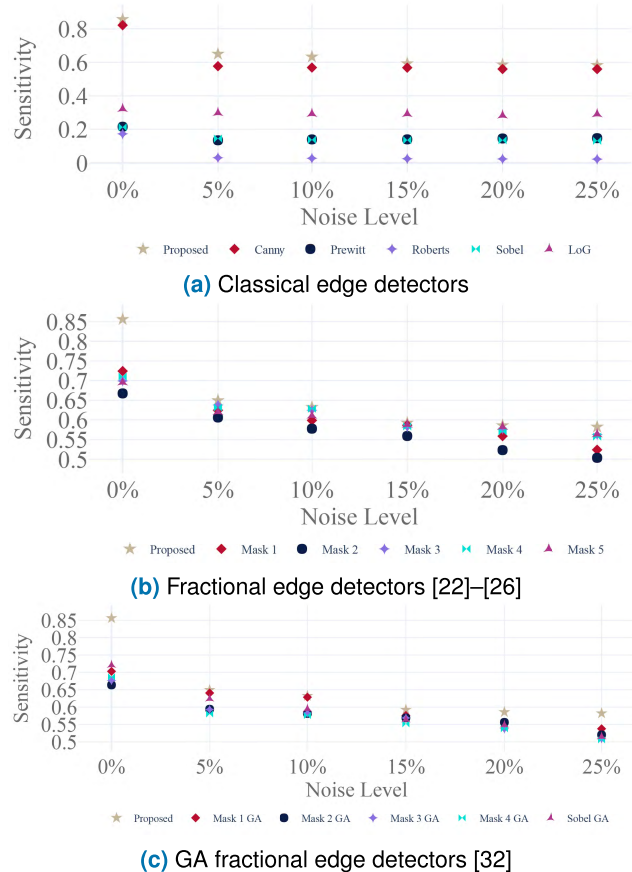 Sensitivity
0.8
0.6
0.4
0.2
0
0% 5% 10% 15% 20% 25%
Noise Level
Proposed Canny Prewitt Roberts Sobel LoG
(a) Classical edge detectors
Sensitivity
0.85
0.8
0.75
0.7
0.65
0.6
0.55
0.5
0% 5% 10% 15% 20% 25%
Noise Level
Proposed Mask 1 Mask 2 Mask 3 Mask 4 Mask 5
(b) Fractional edge detectors [22]–[26]
Sensitivity
0.85
0.8
0.75
0.7
0.65
0.6
0.55
0.5
0% 5% 10% 15% 20% 25%
Noise Level
Proposed Mask 1 GA Mask 2 GA Mask 3 GA Mask 4 GA Sobel GA
(c) GA fractional edge detectors [32]